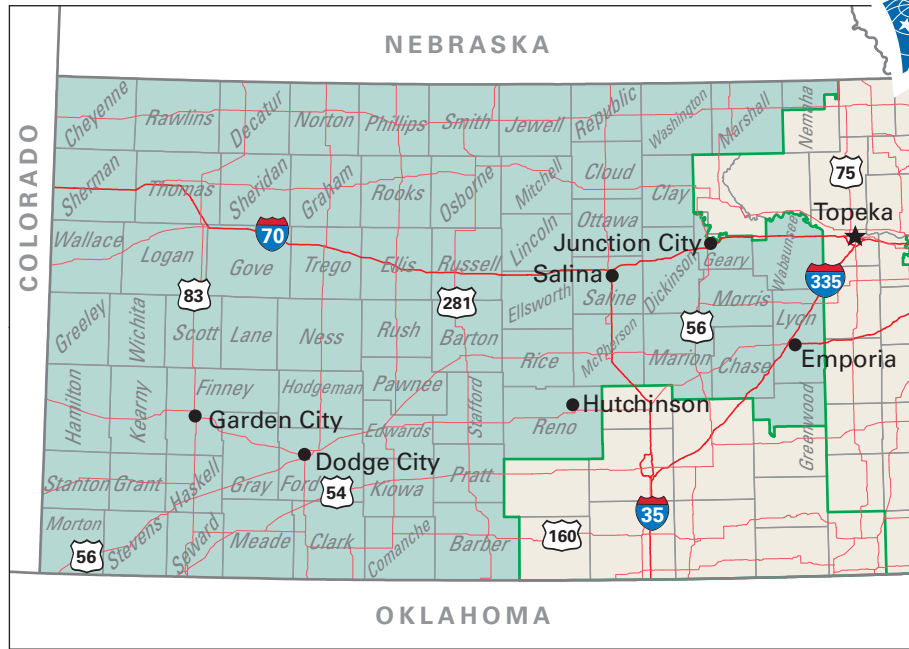 NEBRASKA
COLORADO
Cheyenne
Rawlins
Decatur
Norton
Phillips
Smith
Jewell
Republic
Washington
Marshall
Nemaha
Sherman
Thomas
Sheridan
Graham
Rooks
Osborne
Mitchell
Cloud
Clay
75
Topeka
Ottawa
Lincoln
Junction City
Wabaunsee
70
Wallace
Logan
Gove
Trego
Ellis
Russell
Salina
Dickinson
Geary
335
83
281
Ellsworth
Saline
Morris
Greeley
Wichita
Scott
Lane
Ness
Rush
Barton
56
Lyon
Rice
McPherson
Marion
Chase
Emporia
Hamilton
Kearny
Finney
Hodgeman
Pawnee
Stafford
Hutchinson
Reno
Greenwood
Garden City
Edwards
Dodge City
Stanton
Grant
Haskell
Gray
Ford
54
Kiowa
Pratt
35
Morton
56
Stevens
Seward
Meade
Clark
Comanche
Barber
160
OKLAHOMA